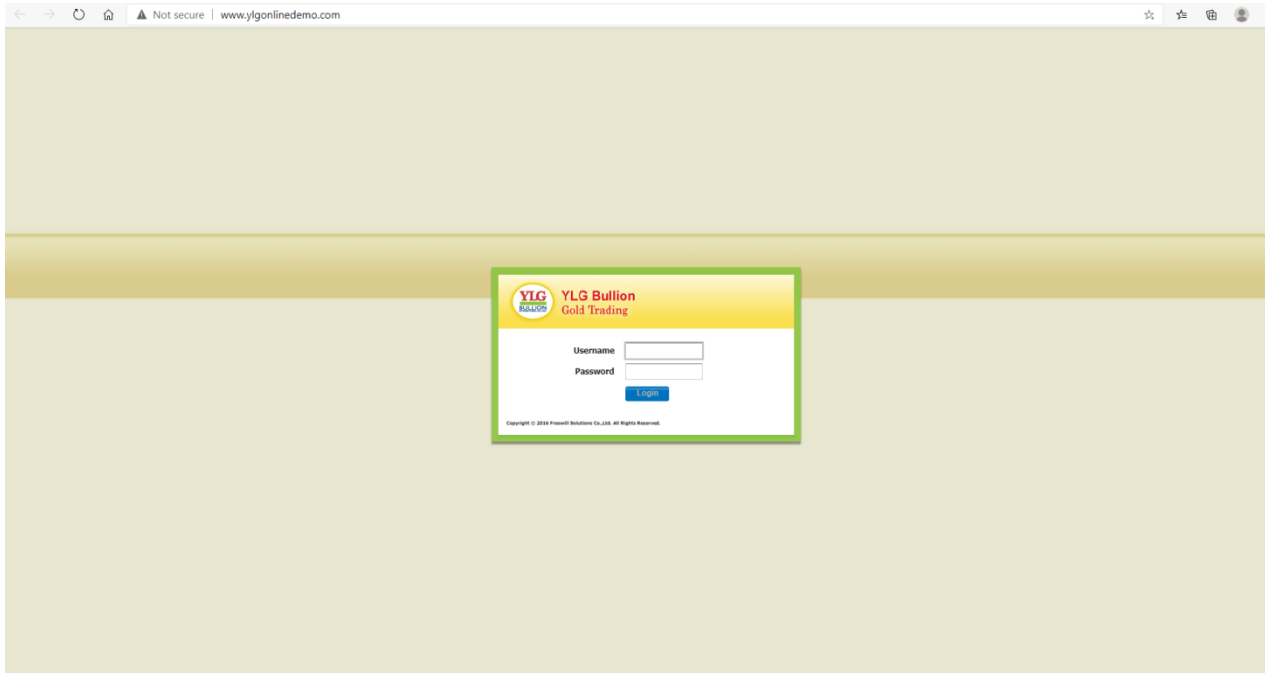 Not secure | www.ylgonlinedemo.com
YLG
BULLION
YLG Bullion
Gold Trading
Username
Password
Login
Copyright © 2016 Freewill Solutions Co.,Ltd. All Rights Reserved.